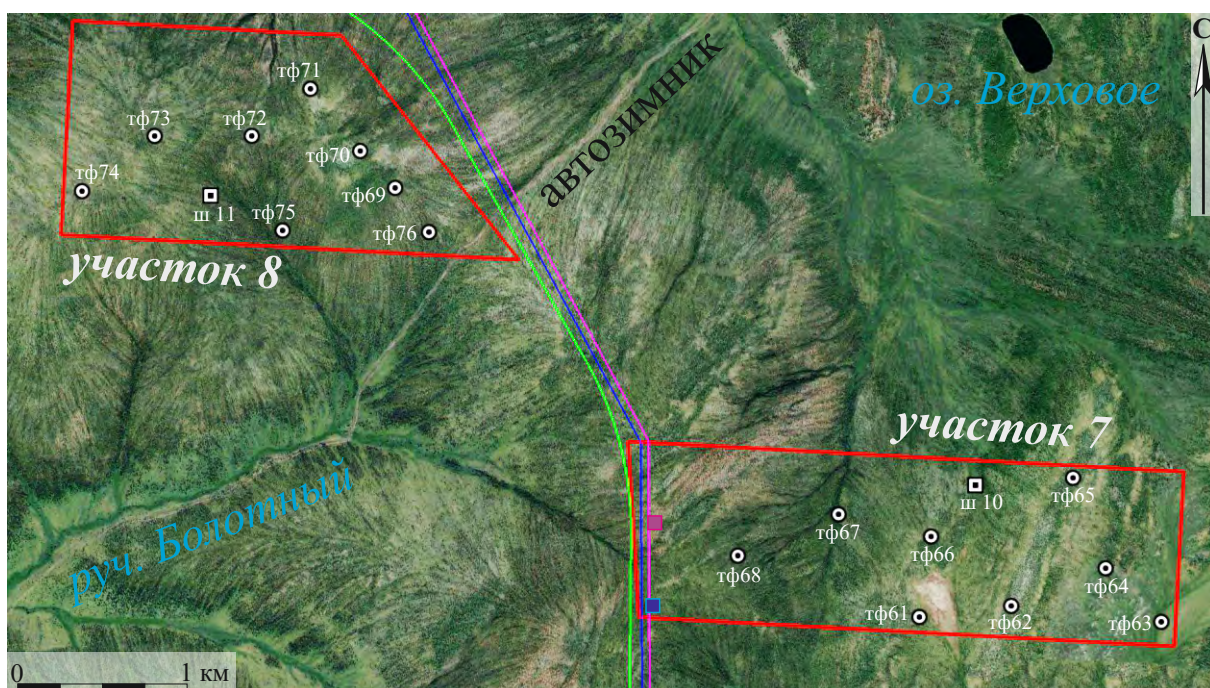 С
тф71
автозимник
оз. Верховое
тф73
тф72
тф70
тф74
тф69
ш 11
тф75
тф76
участок 8
участок 7
тф65
ш 10
руч. Болотный
тф67
тф66
тф68
тф64
тф61
тф62
тф63
0 1 км